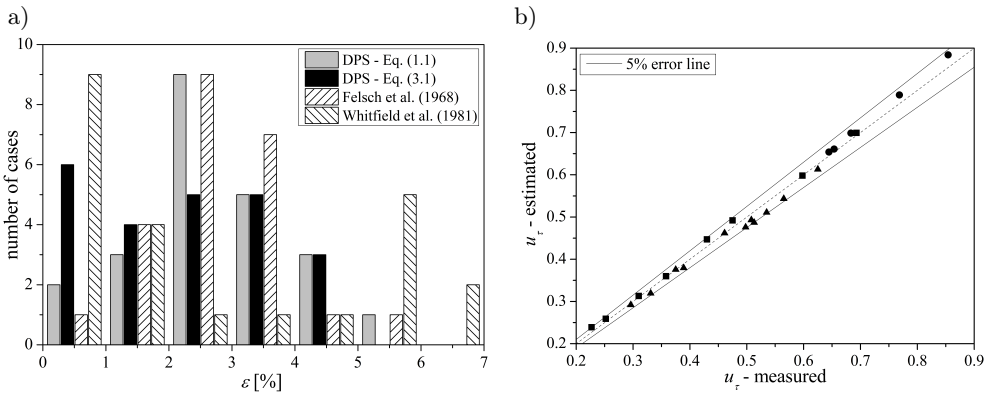 a)
10
8
6
4
2
0
number of cases
DPS - Eq. (1.1)
DPS - Eq. (3.1)
Felsch et al. (1968)
Whitfield et al. (1981)
0 1 2 3 4 5 6 7
ε [%]
b)
0.9
0.8
0.7
0.6
0.5
0.4
0.3
0.2
uτ - estimated
5% error line
0.2 0.3 0.4 0.5 0.6 0.7 0.8 0.9
uτ - measured